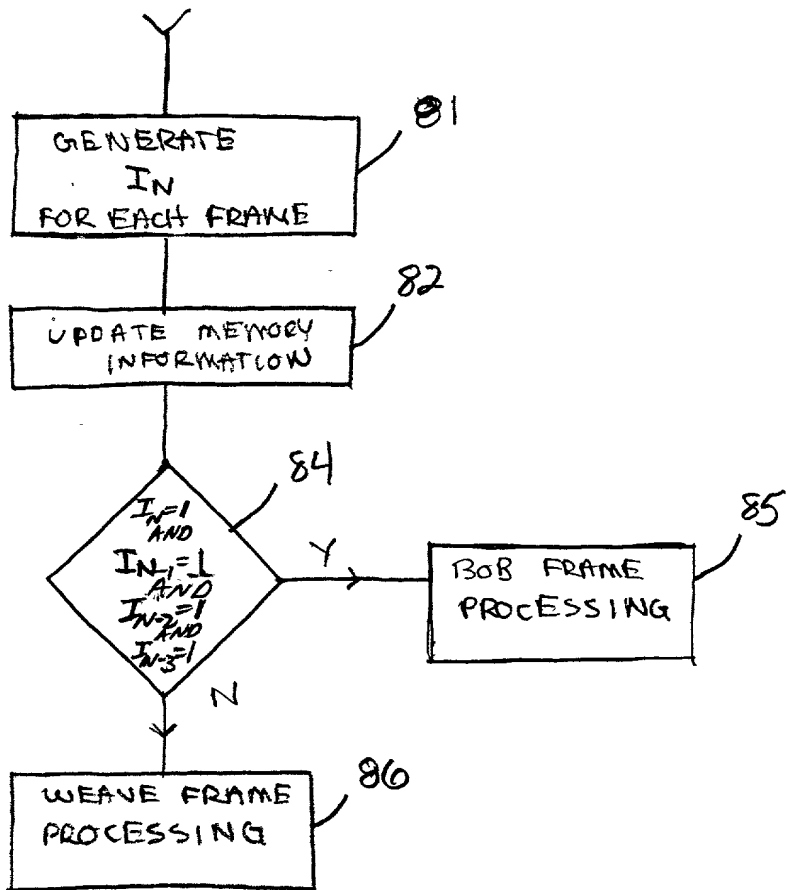 81
GENERATE
IN
FOR EACH FRAME
82
UPDATE MEMORY
INFORMATION
84
IN=1
AND
IN-1=1
AND
IN-2=1
AND
IN-3=1
Y
85
BOB FRAME
PROCESSING
N
86
WEAVE FRAME
PROCESSING